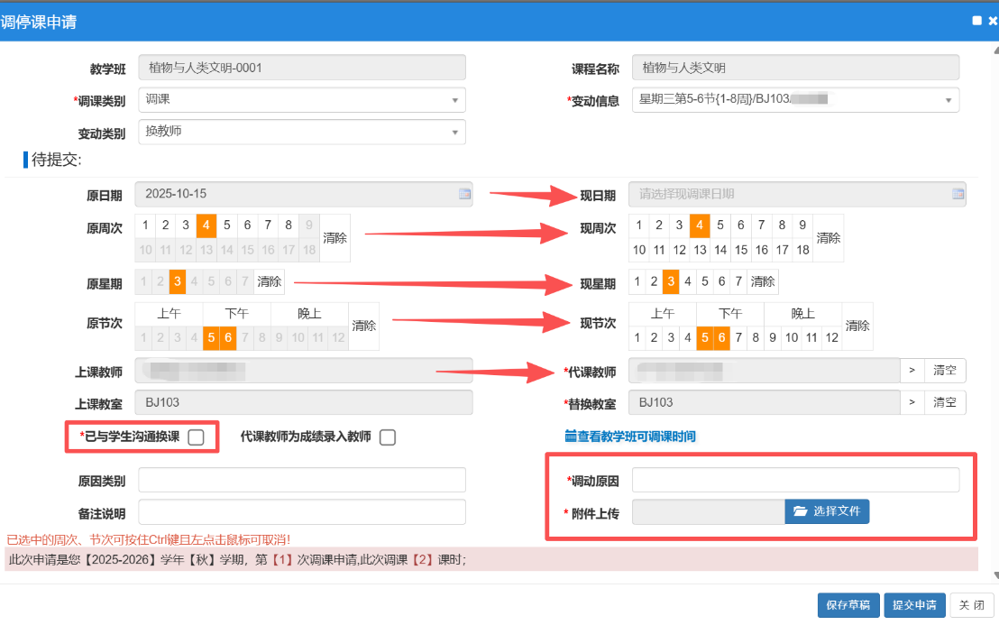 调停课申请
教学班 植物与人类文明-0001 课程名称 植物与人类文明
*调课类别 调课 *变动信息 星期三第5-6节{1-8周}/BJ103/
变动类别 换教师
待提交:
原日期 2025-10-15 现日期 请选择现调课日期
原周次 1 2 3 4 5 6 7 8 9 清除 现周次 1 2 3 4 5 6 7 8 9 清除
10 11 12 13 14 15 16 17 18 10 11 12 13 14 15 16 17 18
原星期 1 2 3 4 5 6 7 清除 现星期 1 2 3 4 5 6 7 清除
原节次 上午 下午 晚上 清除 现节次 上午 下午 晚上 清除
1 2 3 4 5 6 7 8 9 10 11 12 1 2 3 4 5 6 7 8 9 10 11 12
上课教师 *代课教师 > 清空
上课教室 BJ103 *替换教室 BJ103 > 清空
*已与学生沟通换课 代课教师为成绩录入教师 查看教学班可调课时间
原因类别 *调动原因
备注说明 * 附件上传 选择文件
已选中的周次、节次可按住Ctrl键且左点击鼠标可取消!
此次申请是您【2025-2026】学年【秋】学期，第【1】次调课申请,此次调课【2】课时;
保存草稿 提交申请 关 闭